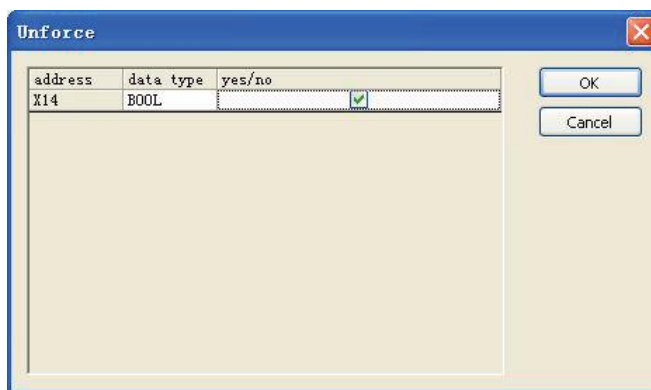 Unforce
address data type yes/no
X14 BOOL
OK
Cancel